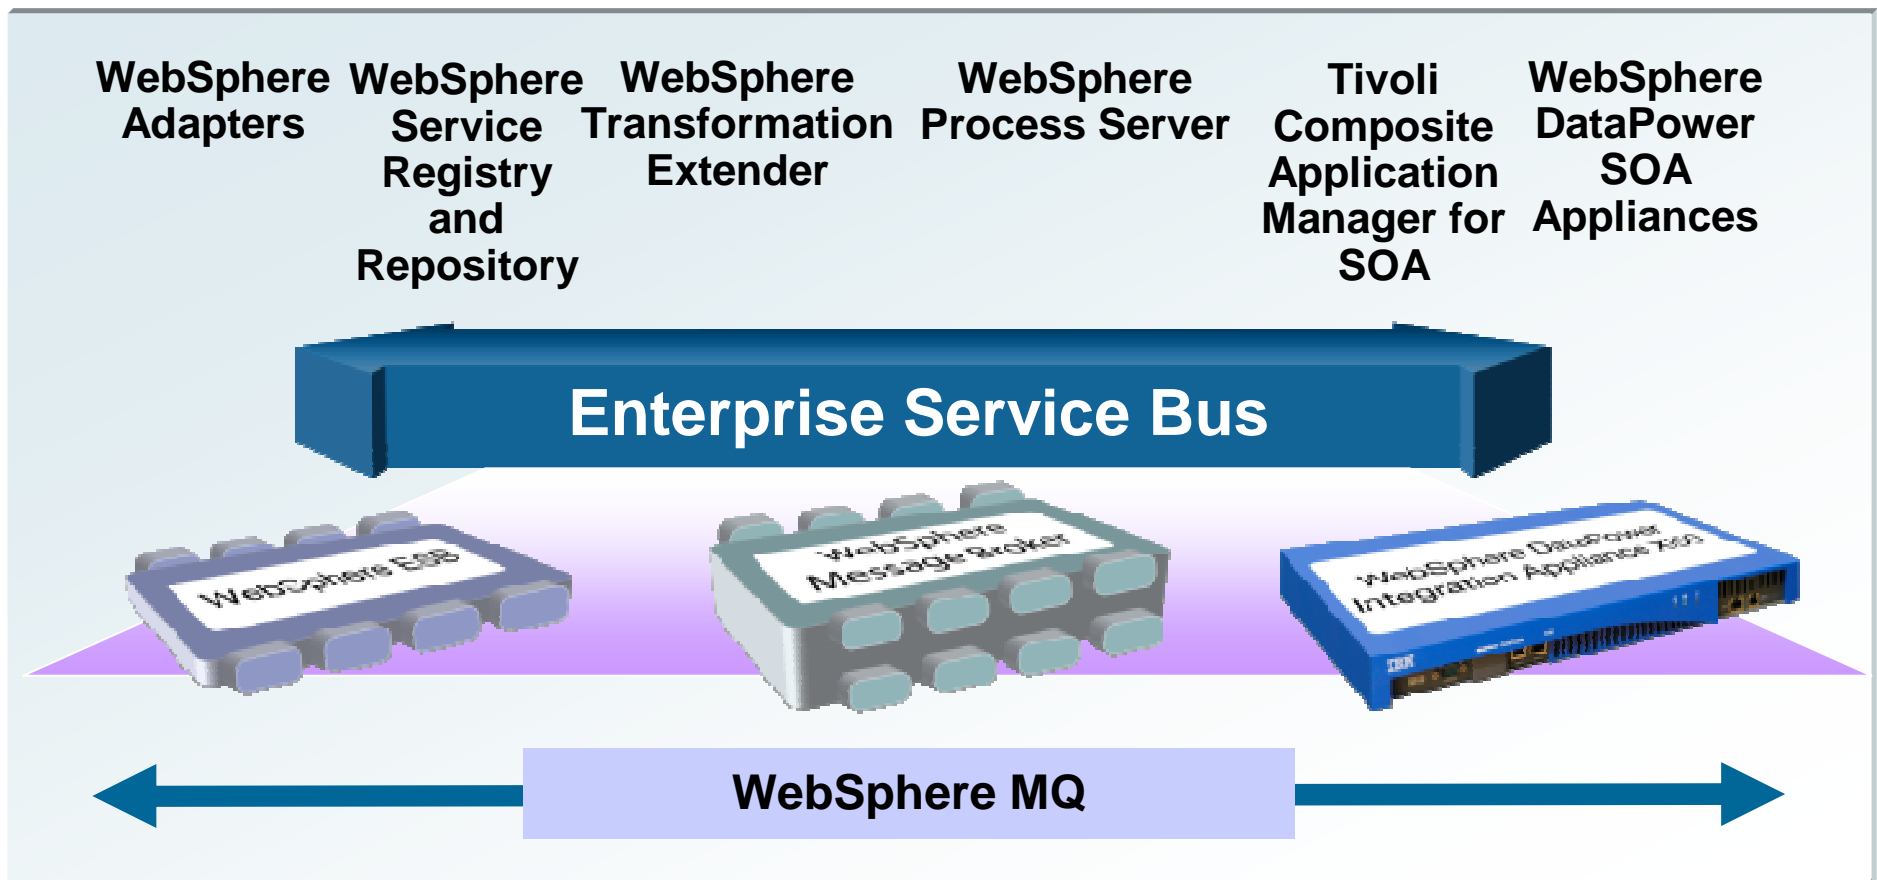 WebSphere
Adapters
WebSphere
Service
Registry
and
Repository
WebSphere
Transformation
Extender
WebSphere
Process Server
Tivoli
Composite
Application
Manager for
SOA
WebSphere
DataPower
SOA
Appliances
Enterprise Service Bus
WebSphere ESB
WebSphere
Message Broker
WebSphere DataPower
Integration Appliance
IBM
WebSphere MQ